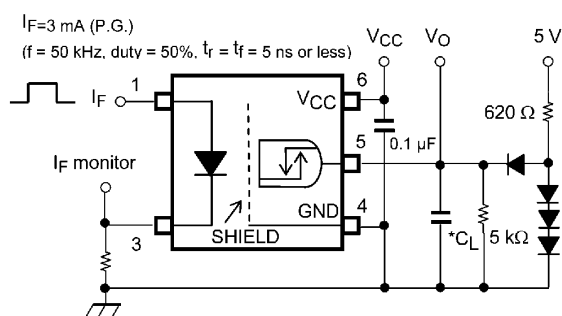 IF=3 mA (P.G.)
(f = 50 kHz, duty = 50%, tr = tf = 5 ns or less)
VCC
VO
5 V
1
IF
6
VCC
620 Ω
5
0.1 μF
IF monitor
GND
4
3
SHIELD
*CL
5 kΩ